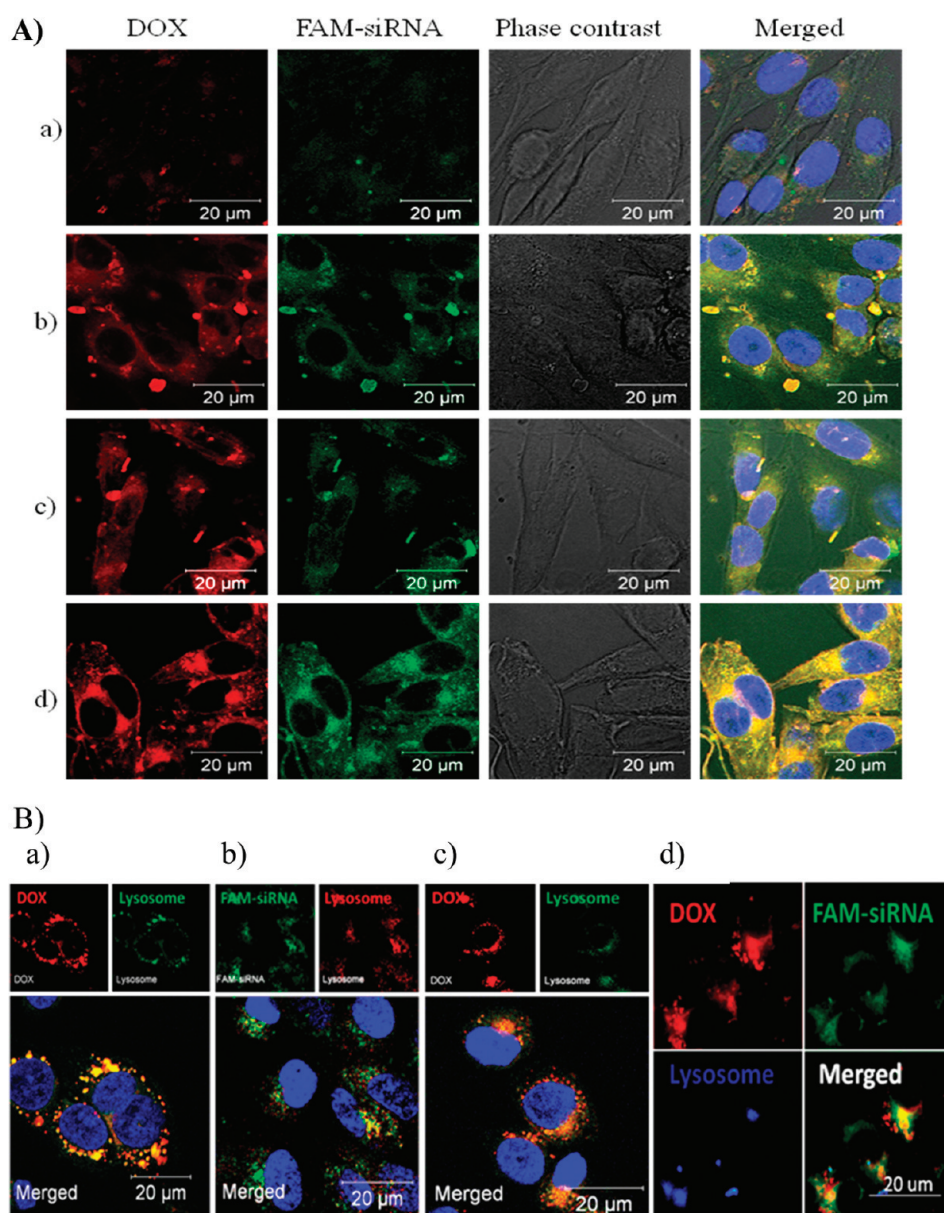 A)
DOX FAM-siRNA Phase contrast Merged
a)
20 µm 20 µm 20 µm 20 µm
b)
20 µm 20 µm 20 µm 20 µm
c)
20 µm 20 µm 20 µm 20 µm
d)
20 µm 20 µm 20 µm 20 µm
B)
a) b) c) d)
DOX Lysosome FAM-siRNA Lysosome DOX Lysosome DOX FAM-siRNA
DOX Lysosome FAM siRNA Lysosome DOX Lysosome
Lysosome Merged
20 µm 20 µm 20 µm 20 um
Merged Merged Merged